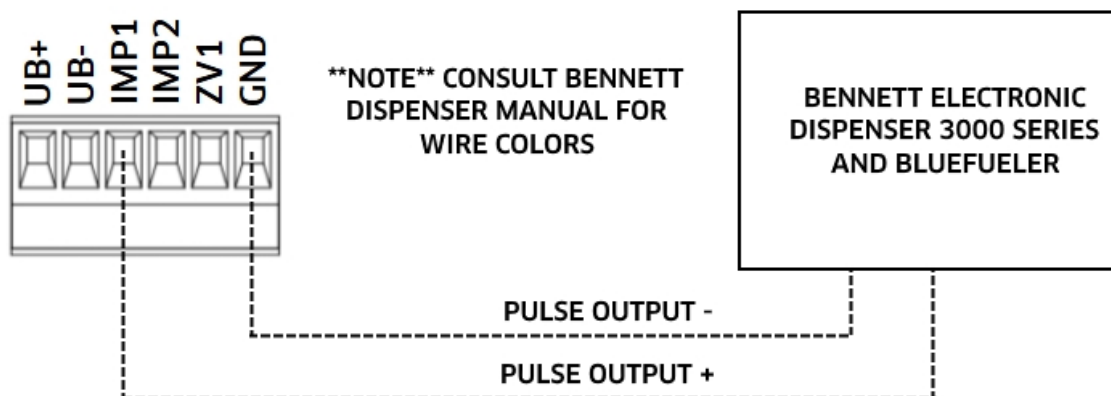 UB+
UB-
IMP1
IMP2
ZV1
GND
**NOTE** CONSULT BENNETT
DISPENSER MANUAL FOR
WIRE COLORS
BENNETT ELECTRONIC
DISPENSER 3000 SERIES
AND BLUEFUELER
PULSE OUTPUT -
PULSE OUTPUT +